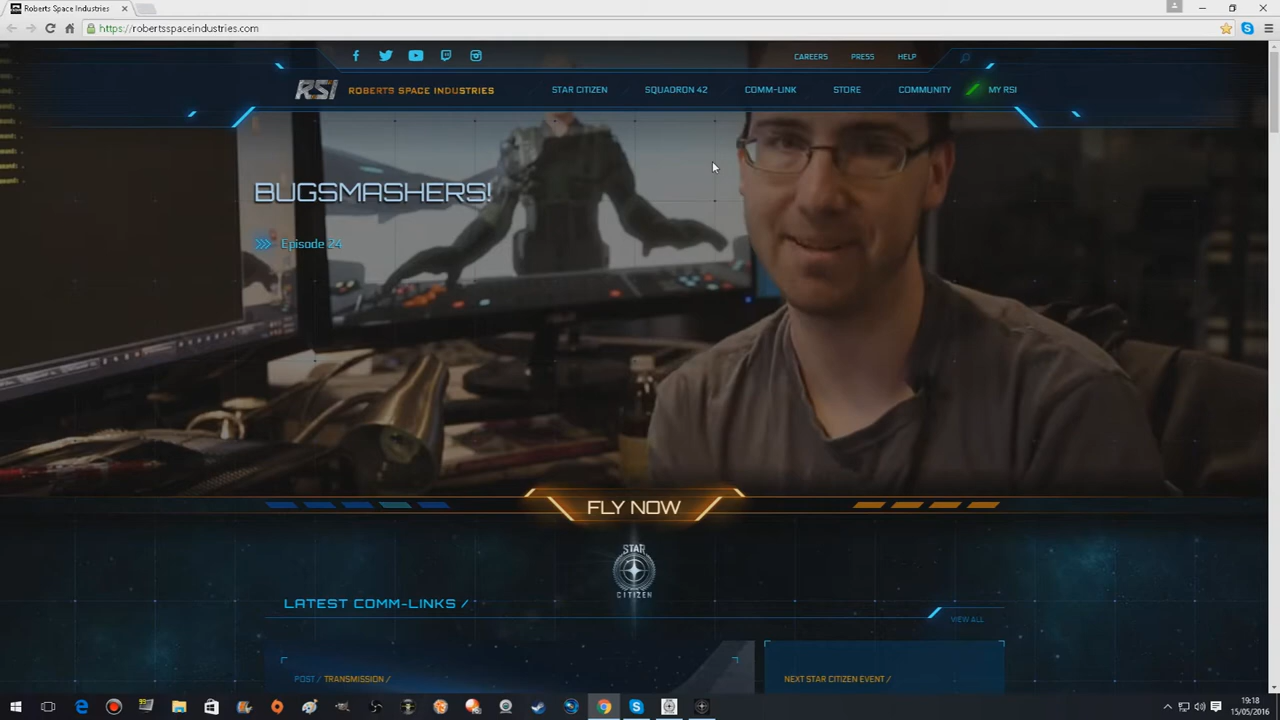 Roberts Space Industries
https://robertsspaceindustries.com
CAREERS PRESS HELP
RSI ROBERTS SPACE INDUSTRIES STAR CITIZEN SQUADRON 42 COMM-LINK STORE COMMUNITY MY RSI
BUGSMASHERS!
Episode 24
FLY NOW
STAR
CITIZEN
LATEST COMM-LINKS /
VIEW ALL
POST / TRANSMISSION /
NEXT STAR CITIZEN EVENT /
19:18
15/05/2016